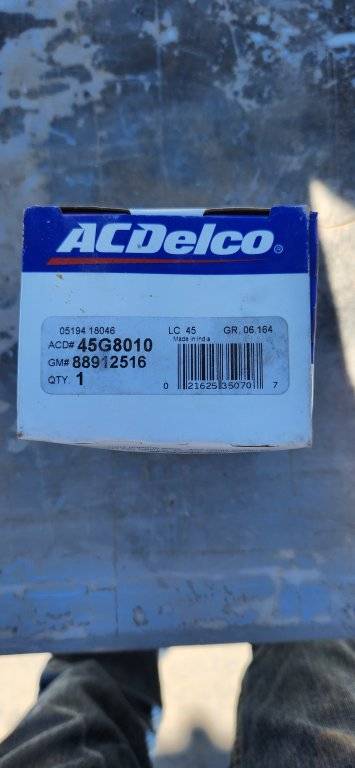 ACDelco®
05194 18046 LC 45 GR. 06.164
ACD# 45G8010 Made in India
GM# 88912516
QTY. 1
0 21625 35070 7